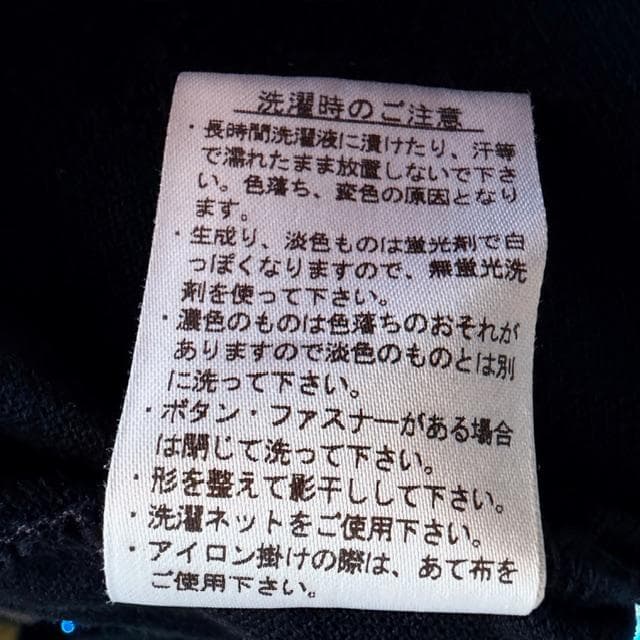 洗濯時のご注意
・長時間洗濯液に漬けたり、汗等
で濡れたまま放置しないで下さ
い。色落ち、変色の原因となり
ます。
・生成り、淡色ものは蛍光剤で白
っぽくなりますので、無蛍光洗
剤を使って下さい。
・濃色のものは色落ちのおそれが
ありますので淡色のものとは別
に洗って下さい。
・ボタン・ファスナーがある場合
は閉じて洗って下さい。
・形を整えて影干しして下さい。
・洗濯ネットをご使用下さい。
・アイロン掛けの際は、あて布を
ご使用下さい。